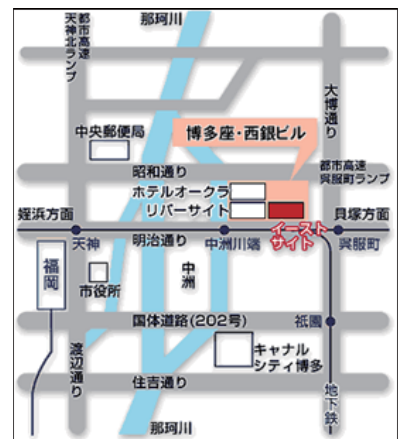 那珂川
都市高速
天神北ランプ
大博通り
中央郵便局
博多座・西銀ビル
昭和通り
都市高速
呉服町ランプ
ホテルオークラ
リバーサイト
イースト
サイト
姪浜方面
貝塚方面
天神
明治通り
中洲川端
呉服町
福岡
市役所
中洲
国体道路(202号)
祇園
渡辺通り
キャナル
シティ博多
住吉通り
地下鉄
那珂川